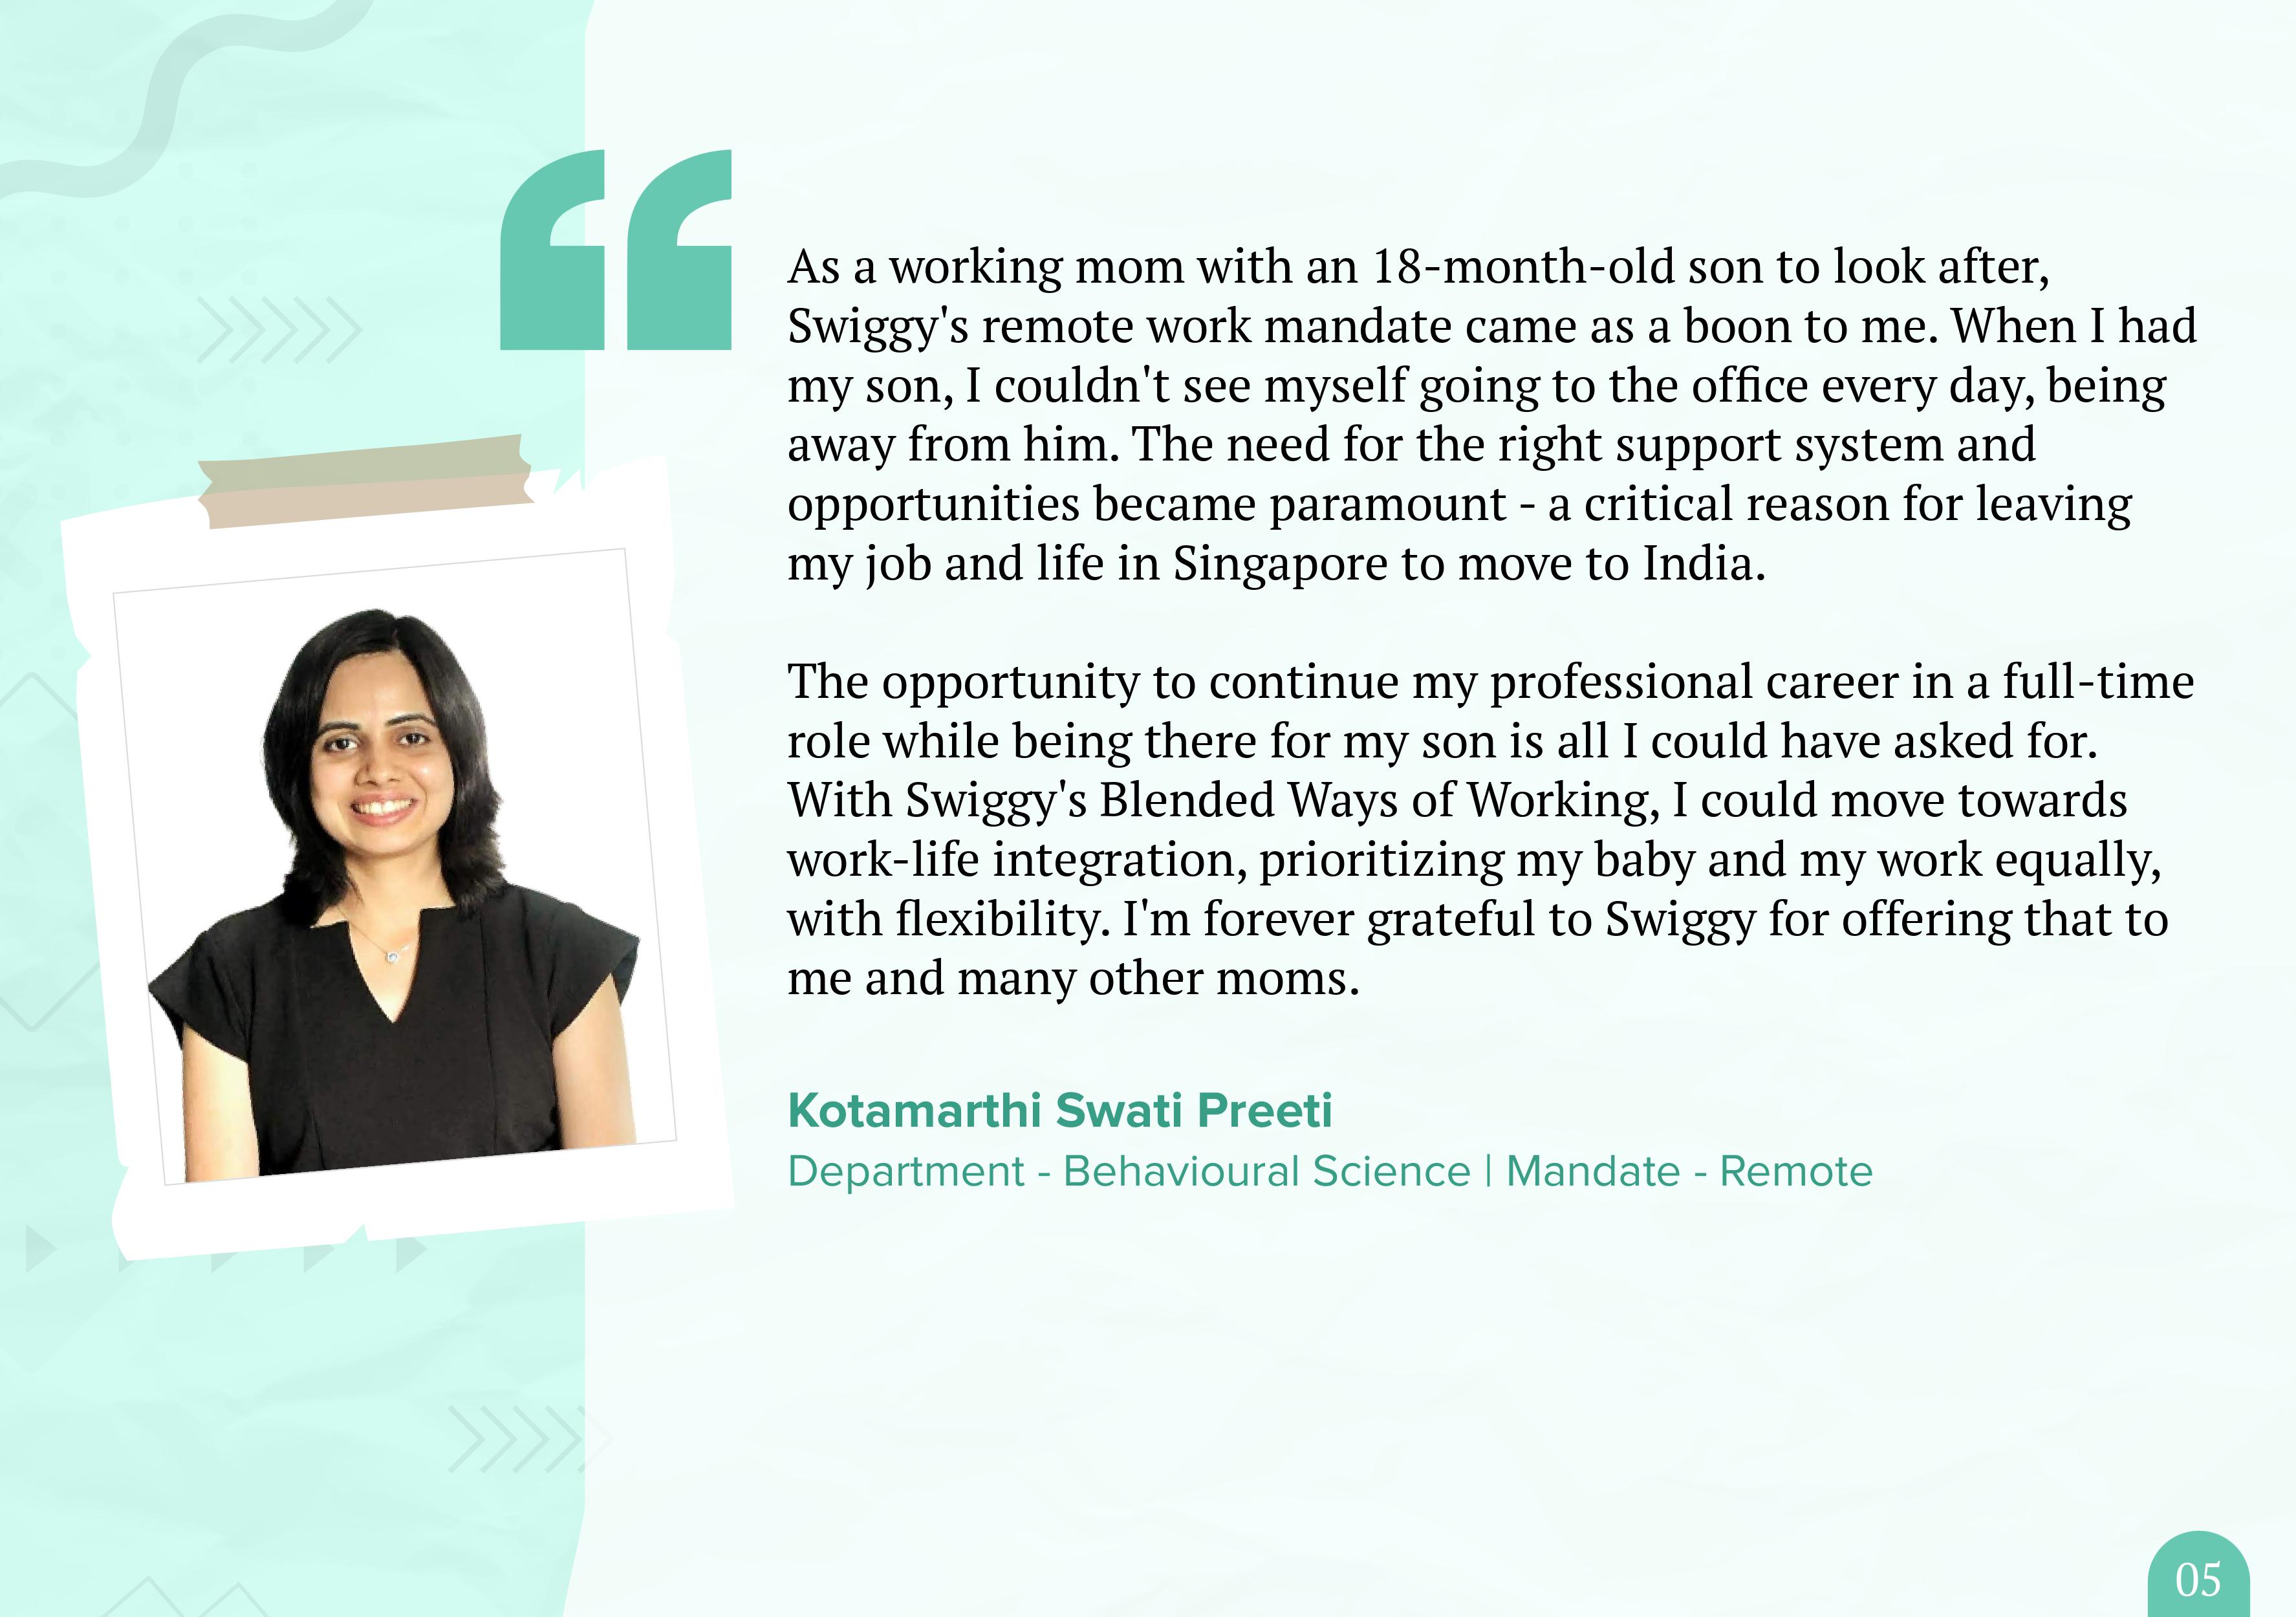 As a working mom with an 18-month-old son to look after,
Swiggy's remote work mandate came as a boon to me. When I had
my son, I couldn't see myself going to the office every day, being
away from him. The need for the right support system and
opportunities became paramount - a critical reason for leaving
my job and life in Singapore to move to India.
The opportunity to continue my professional career in a full-time
role while being there for my son is all I could have asked for.
With Swiggy's Blended Ways of Working, I could move towards
work-life integration, prioritizing my baby and my work equally,
with flexibility. I'm forever grateful to Swiggy for offering that to
me and many other moms.
Kotamarthi Swati Preeti
Department - Behavioural Science | Mandate - Remote
05